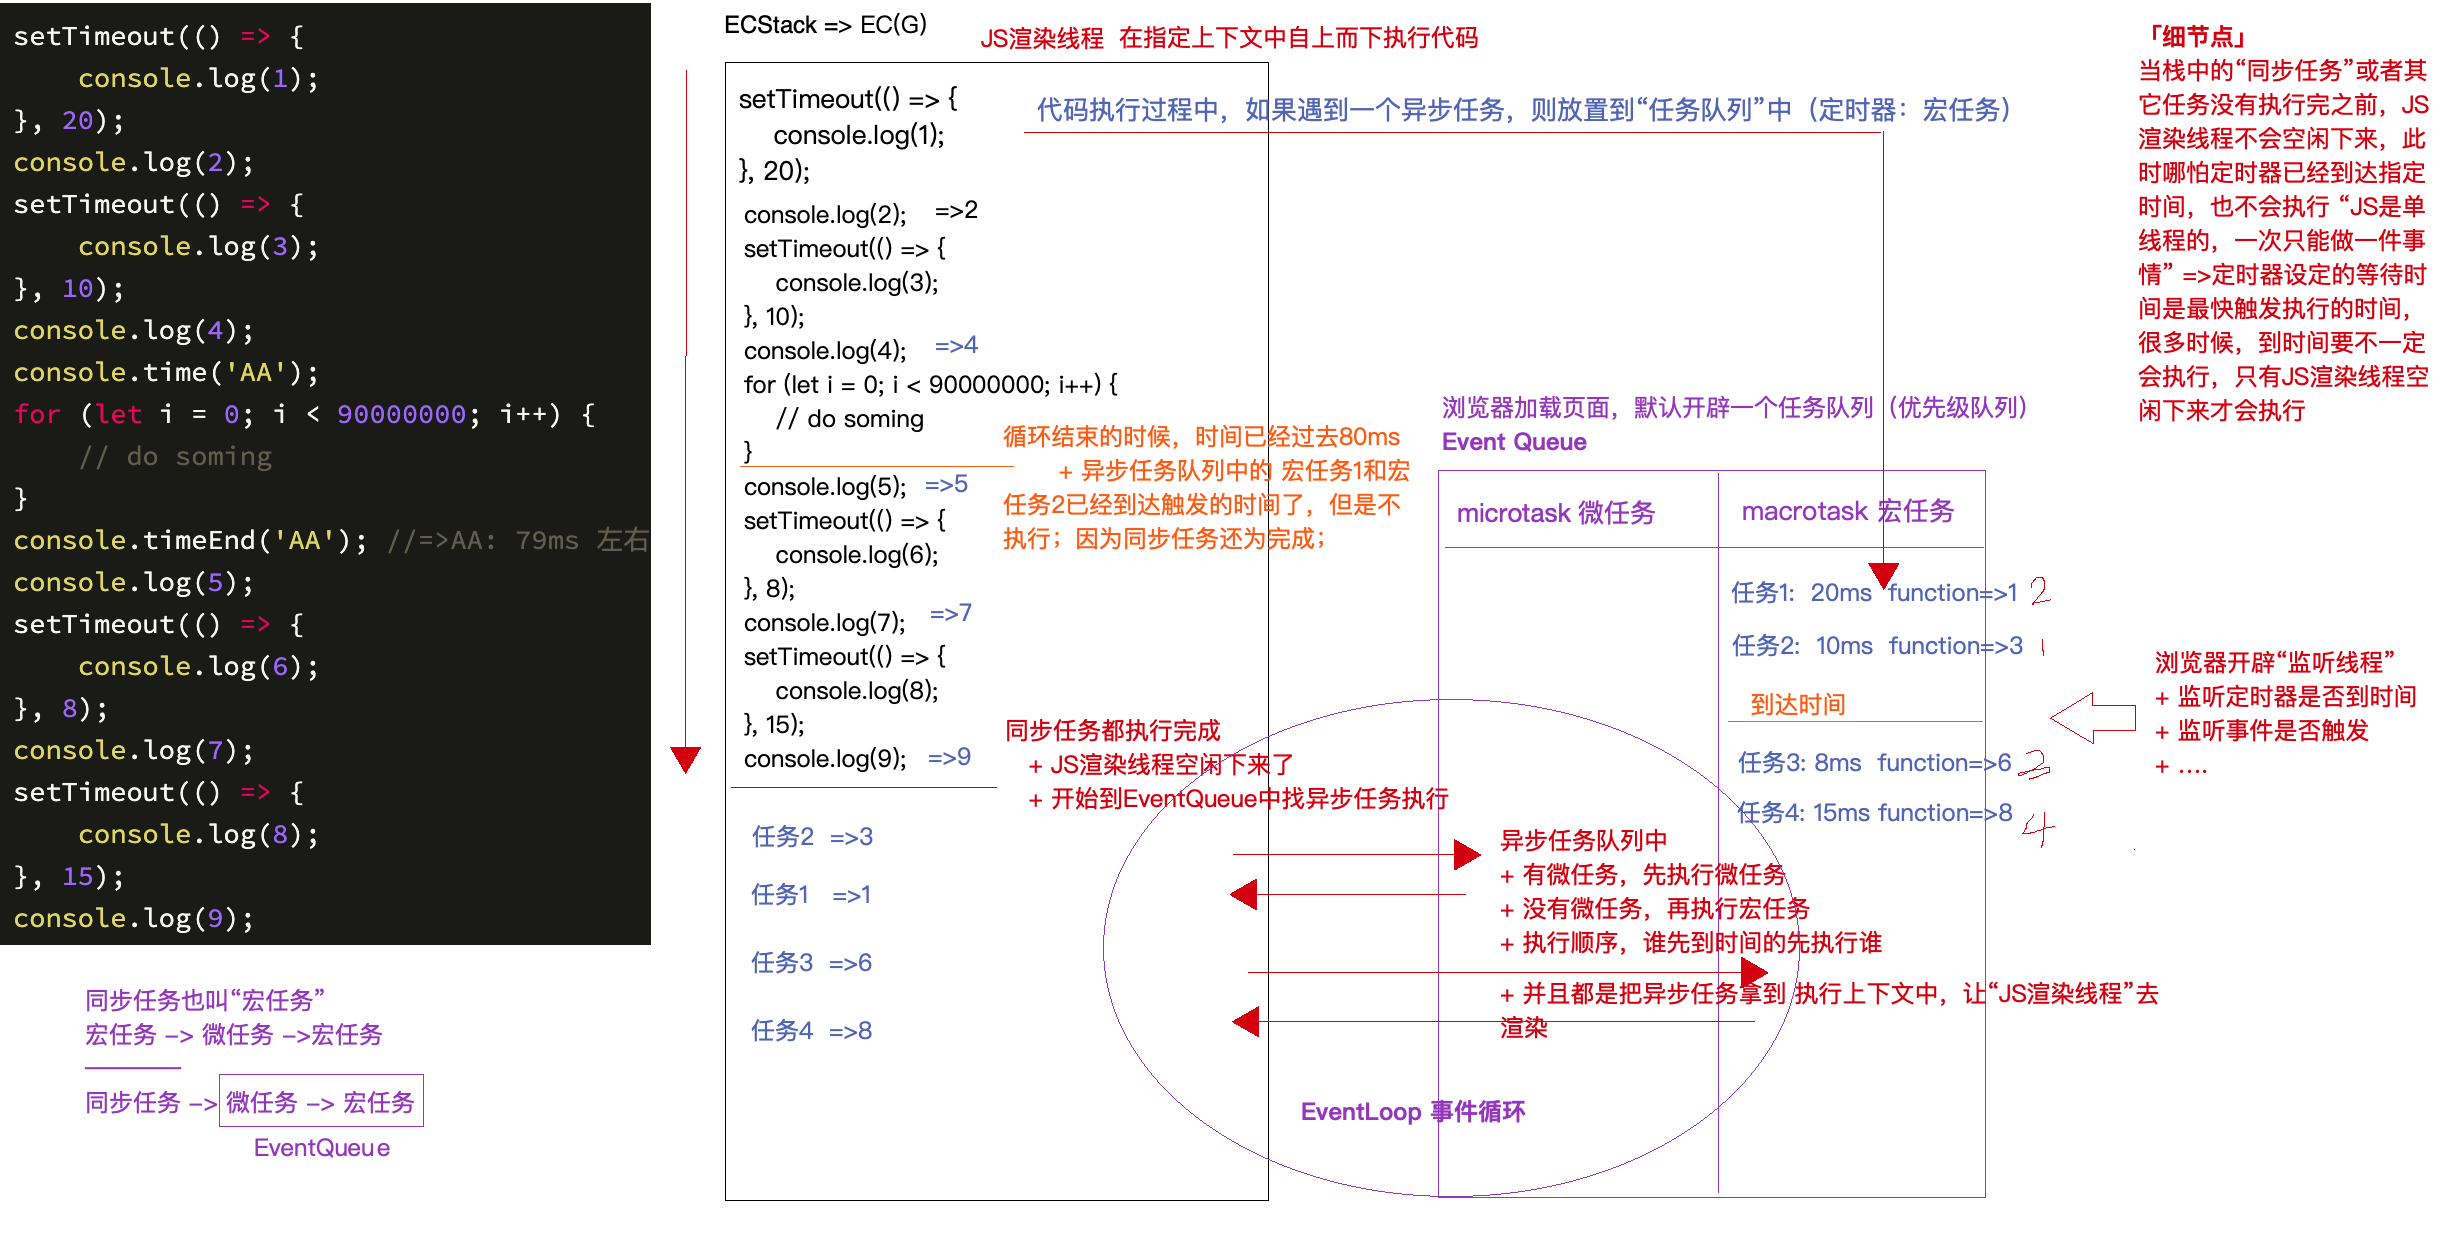 setTimeout(() => {
    console.log(1);
}, 20);
console.log(2);
setTimeout(() => {
    console.log(3);
}, 10);
console.log(4);
console.time('AA');
for (let i = 0; i < 90000000; i++) {
    // do soming
}
console.timeEnd('AA'); //=>AA: 79ms 左右
console.log(5);
setTimeout(() => {
    console.log(6);
}, 8);
console.log(7);
setTimeout(() => {
    console.log(8);
}, 15);
console.log(9);
同步任务也叫“宏任务”
宏任务 –> 微任务 –>宏任务
同步任务 –> 微任务 –> 宏任务
EventQueue
ECStack => EC(G)
JS渲染线程 在指定上下文中自上而下执行代码
setTimeout(() => {
    console.log(1);
}, 20);
代码执行过程中，如果遇到一个异步任务，则放置到“任务队列”中（定时器：宏任务）
console.log(2); =>2
setTimeout(() => {
    console.log(3);
}, 10);
console.log(4); =>4
for (let i = 0; i < 90000000; i++) {
    // do soming
}
循环结束的时候，时间已经过去80ms
+ 异步任务队列中的 宏任务1和宏
任务2已经到达触发的时间了，但是不
执行；因为同步任务还为完成；
console.log(5); =>5
setTimeout(() => {
    console.log(6);
}, 8);
console.log(7); =>7
setTimeout(() => {
    console.log(8);
}, 15);
console.log(9); =>9
同步任务都执行完成
+ JS渲染线程空闲下来了
+ 开始到EventQueue中找异步任务执行
任务2 =>3
任务1 =>1
任务3 =>6
任务4 =>8
浏览器加载页面，默认开辟一个任务队列（优先级队列）
Event Queue
microtask 微任务
macrotask 宏任务
任务1: 20ms function=>1 2
任务2: 10ms function=>3 1
到达时间
任务3: 8ms function=>6 3
任务4: 15ms function=>8 4
异步任务队列中
+ 有微任务，先执行微任务
+ 没有微任务，再执行宏任务
+ 执行顺序，谁先到时间的先执行谁
+ 并且都是把异步任务拿到 执行上下文中，让“JS渲染线程”去
渲染
EventLoop 事件循环
「细节点」
当栈中的“同步任务”或者其
它任务没有执行完之前，JS
渲染线程不会空闲下来，此
时哪怕定时器已经到达指定
时间，也不会执行 “JS是单
线程的，一次只能做一件事
情” =>定时器设定的等待时
间是最快触发执行的时间，
很多时候，到时间要不一定
会执行，只有JS渲染线程空
闲下来才会执行
浏览器开辟“监听线程”
+ 监听定时器是否到时间
+ 监听事件是否触发
+ ....